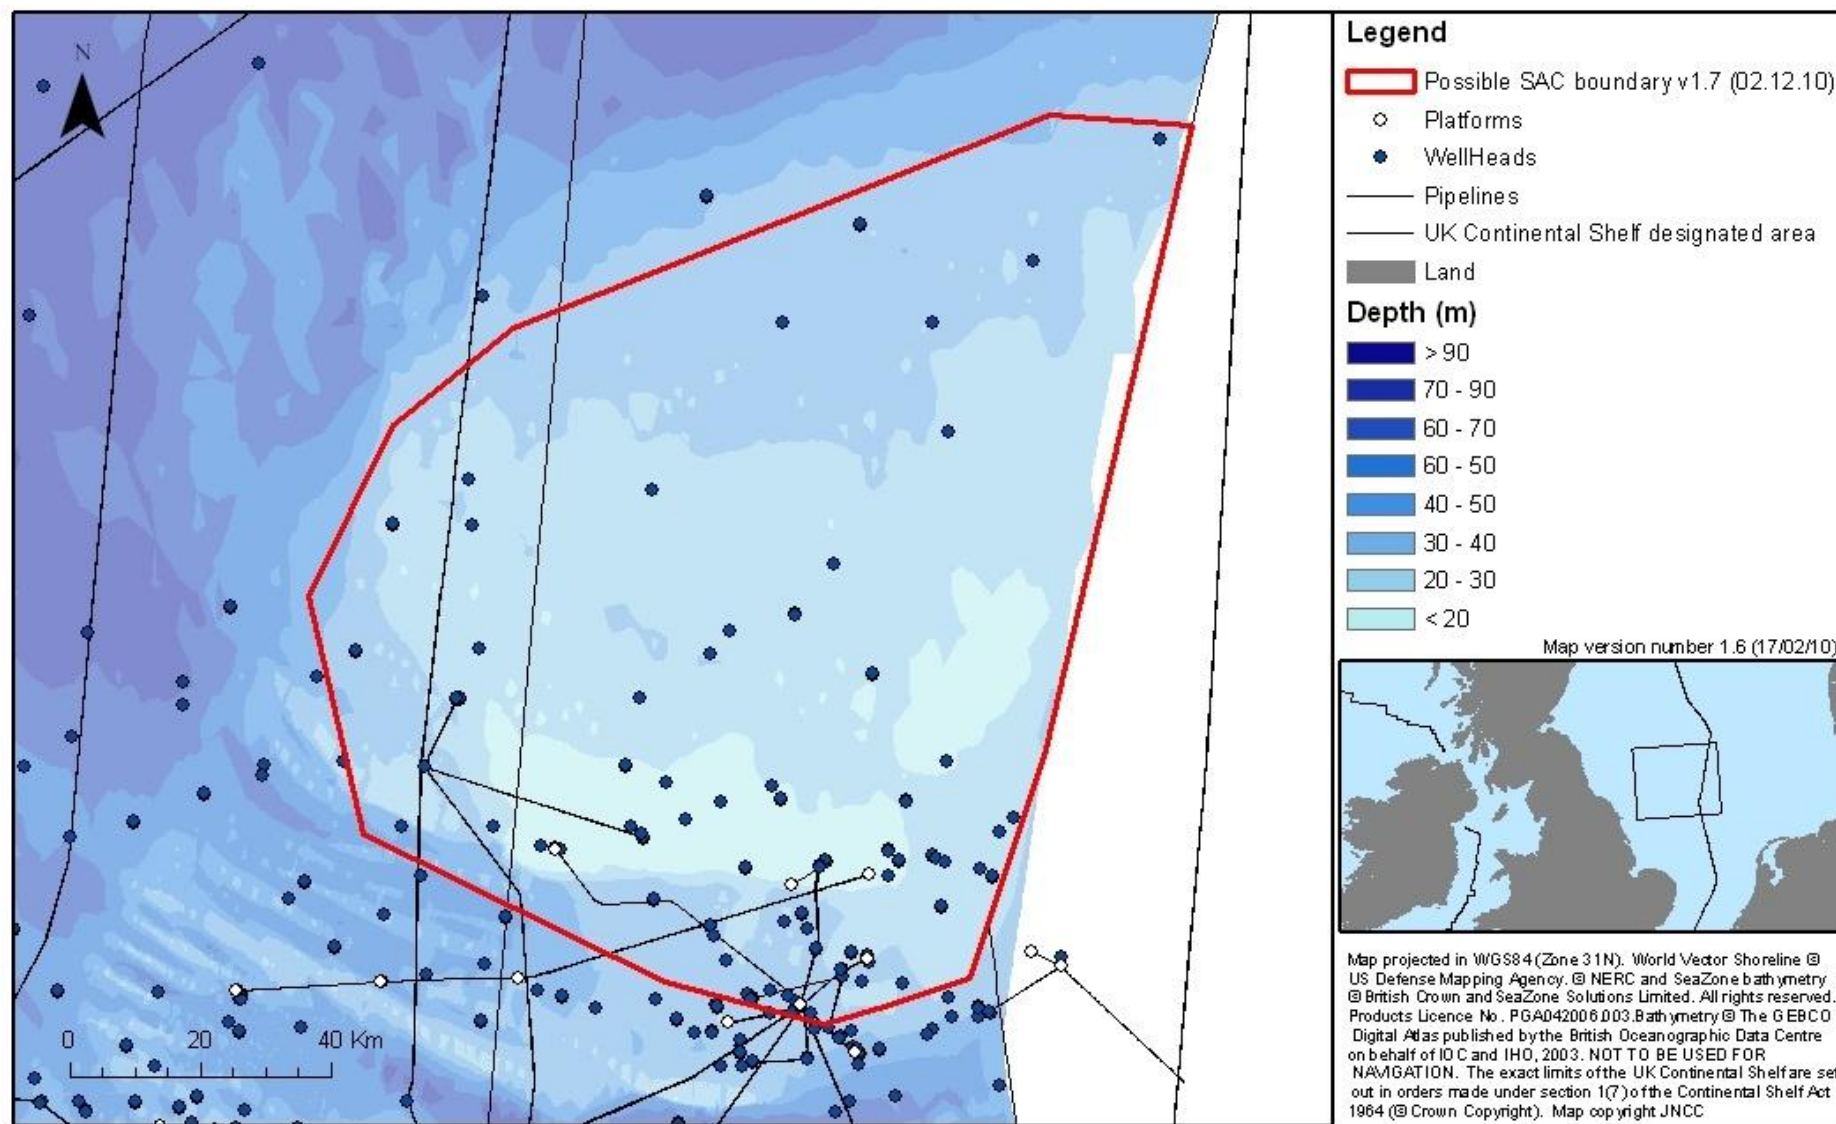 N
0 20 40 Km
Legend
Possible SAC boundary v1.7 (02.12.10)
Platforms
WellHeads
Pipelines
UK Continental Shelf designated area
Land
Depth (m)
> 90
70 - 90
60 - 70
60 - 50
40 - 50
30 - 40
20 - 30
< 20
Map version number 1.6 (17/02/10)
Map projected in WGS84 (Zone 31N). World Vector Shoreline ©
US Defense Mapping Agency. © NERC and SeaZone bathymetry
© British Crown and SeaZone Solutions Limited. All rights reserved.
Products Licence No. PGA042006.003.Bathymetry © The GEBCO
Digital Atlas published by the British Oceanographic Data Centre
on behalf of IOC and IHO, 2003. NOT TO BE USED FOR
NAVIGATION. The exact limits of the UK Continental Shelf are set
out in orders made under section 1(7) of the Continental Shelf Act
1964 (© Crown Copyright). Map copyright JNCC